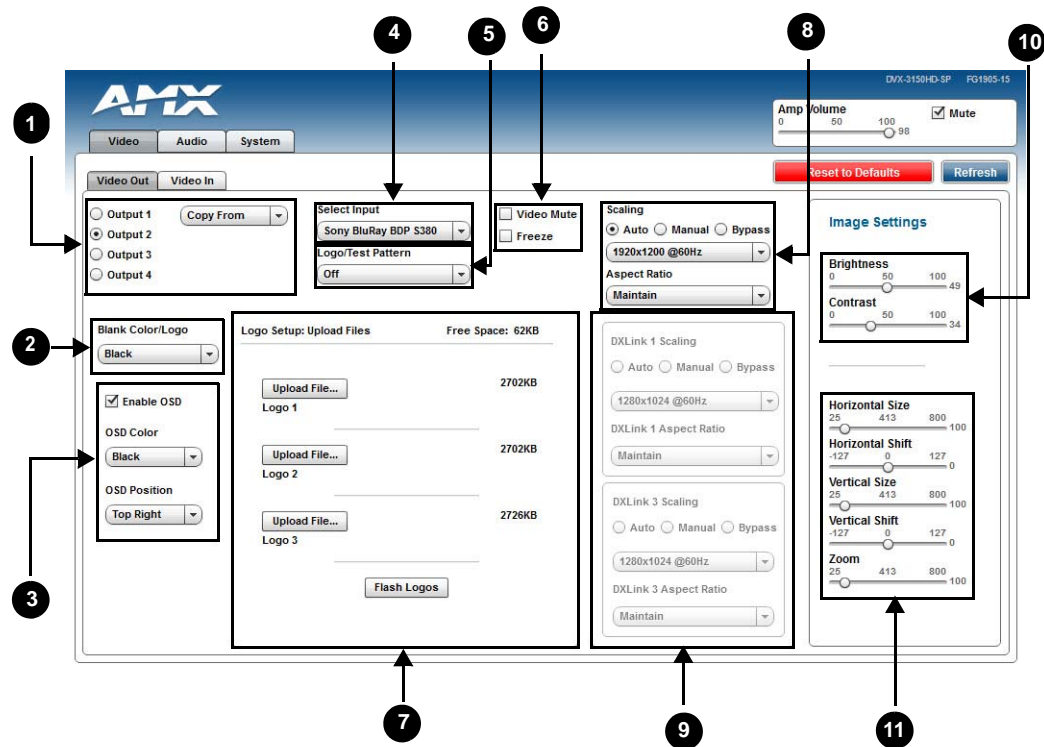 4
5
6
8
10
DVX-3150HD-SP FG1905-15
AMX
Amp Volume
0 50 100
98
Mute
1
Video Audio System
Reset to Defaults Refresh
Video Out Video In
Output 1
Output 2
Output 3
Output 4
Copy From
Select Input
Sony BluRay BDP S380
Logo/Test Pattern
Off
Video Mute
Freeze
Scaling
Auto Manual Bypass
1920x1200 @60Hz
Aspect Ratio
Maintain
Image Settings
Brightness
0 50 100
49
Contrast
0 50 100
34
2
Blank Color/Logo
Black
Enable OSD
OSD Color
Black
OSD Position
Top Right
3
Logo Setup: Upload Files Free Space: 62KB
Upload File... 2702KB
Logo 1
Upload File... 2702KB
Logo 2
Upload File... 2726KB
Logo 3
Flash Logos
DXLink 1 Scaling
Auto Manual Bypass
1280x1024 @60Hz
DXLink 1 Aspect Ratio
Maintain
DXLink 3 Scaling
Auto Manual Bypass
1280x1024 @60Hz
DXLink 3 Aspect Ratio
Maintain
Horizontal Size
25 413 800
100
Horizontal Shift
-127 0 127
0
Vertical Size
25 413 800
100
Vertical Shift
-127 0 127
0
Zoom
25 413 800
100
7
9
11